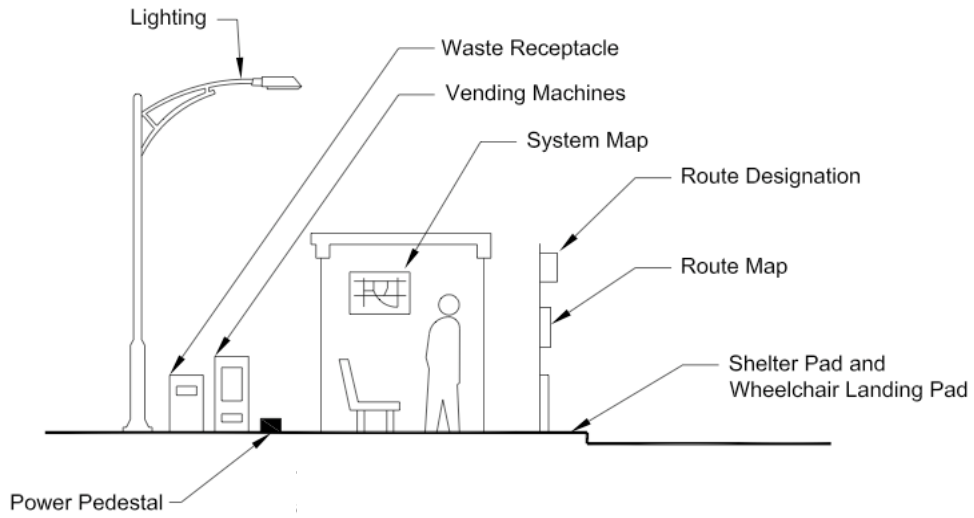 Lighting
Waste Receptacle
Vending Machines
System Map
Route Designation
Route Map
Shelter Pad and
Wheelchair Landing Pad
Power Pedestal